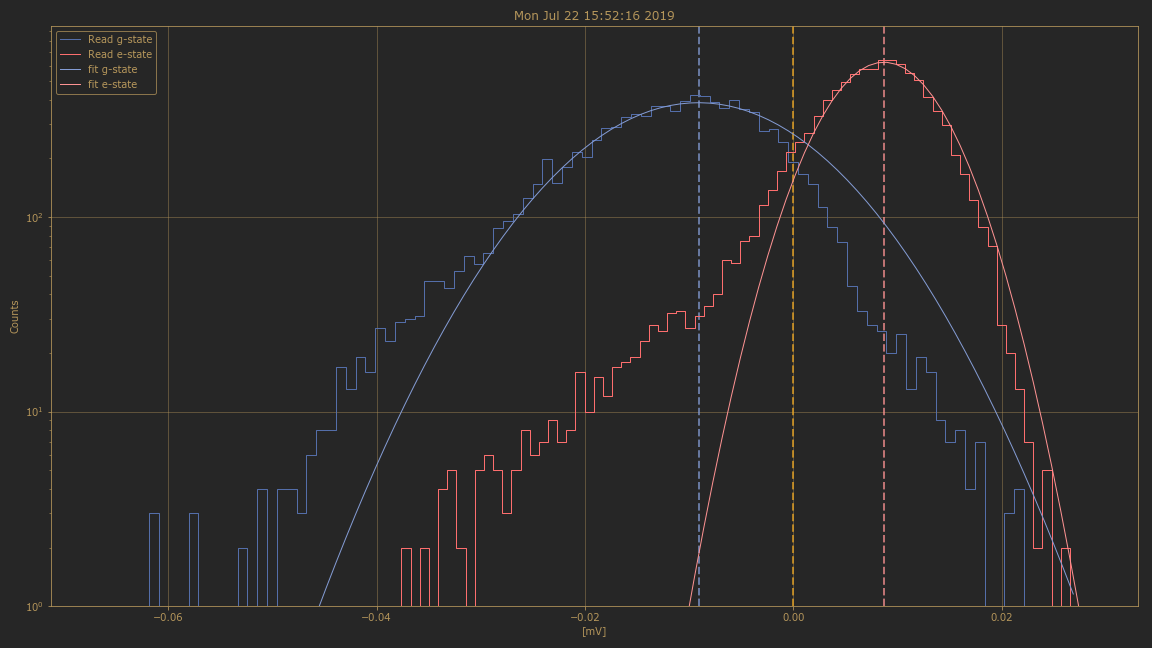 Mon Jul 22 15:52:16 2019
Read g-state
Read e-state
fit g-state
fit e-state
Counts
10²
10¹
10⁰
−0.06
−0.04
−0.02
0.00
0.02
[mV]